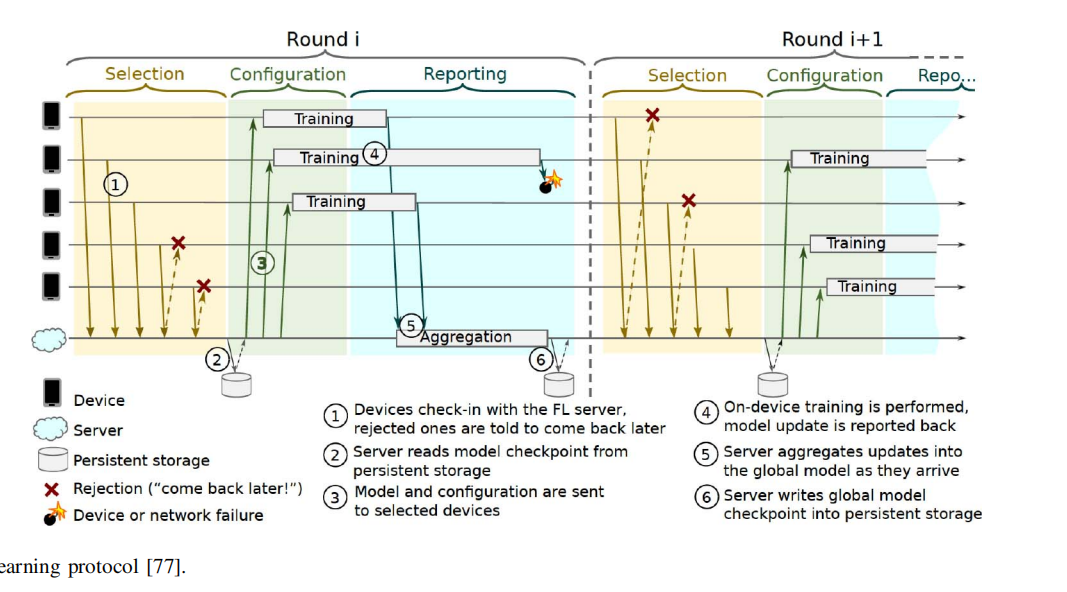 Round i
Round i+1
Selection
Configuration
Reporting
Selection
Configuration
Repo...
Training
Training
4
Training
Training
1
Training
3
Training
5
Aggregation
2
6
Device
Server
Persistent storage
Rejection (“come back later!”)
Device or network failure
1 Devices check-in with the FL server,
rejected ones are told to come back later
2 Server reads model checkpoint from
persistent storage
3 Model and configuration are sent
to selected devices
4 On-device training is performed,
model update is reported back
5 Server aggregates updates into
the global model as they arrive
6 Server writes global model
checkpoint into persistent storage
earning protocol [77].